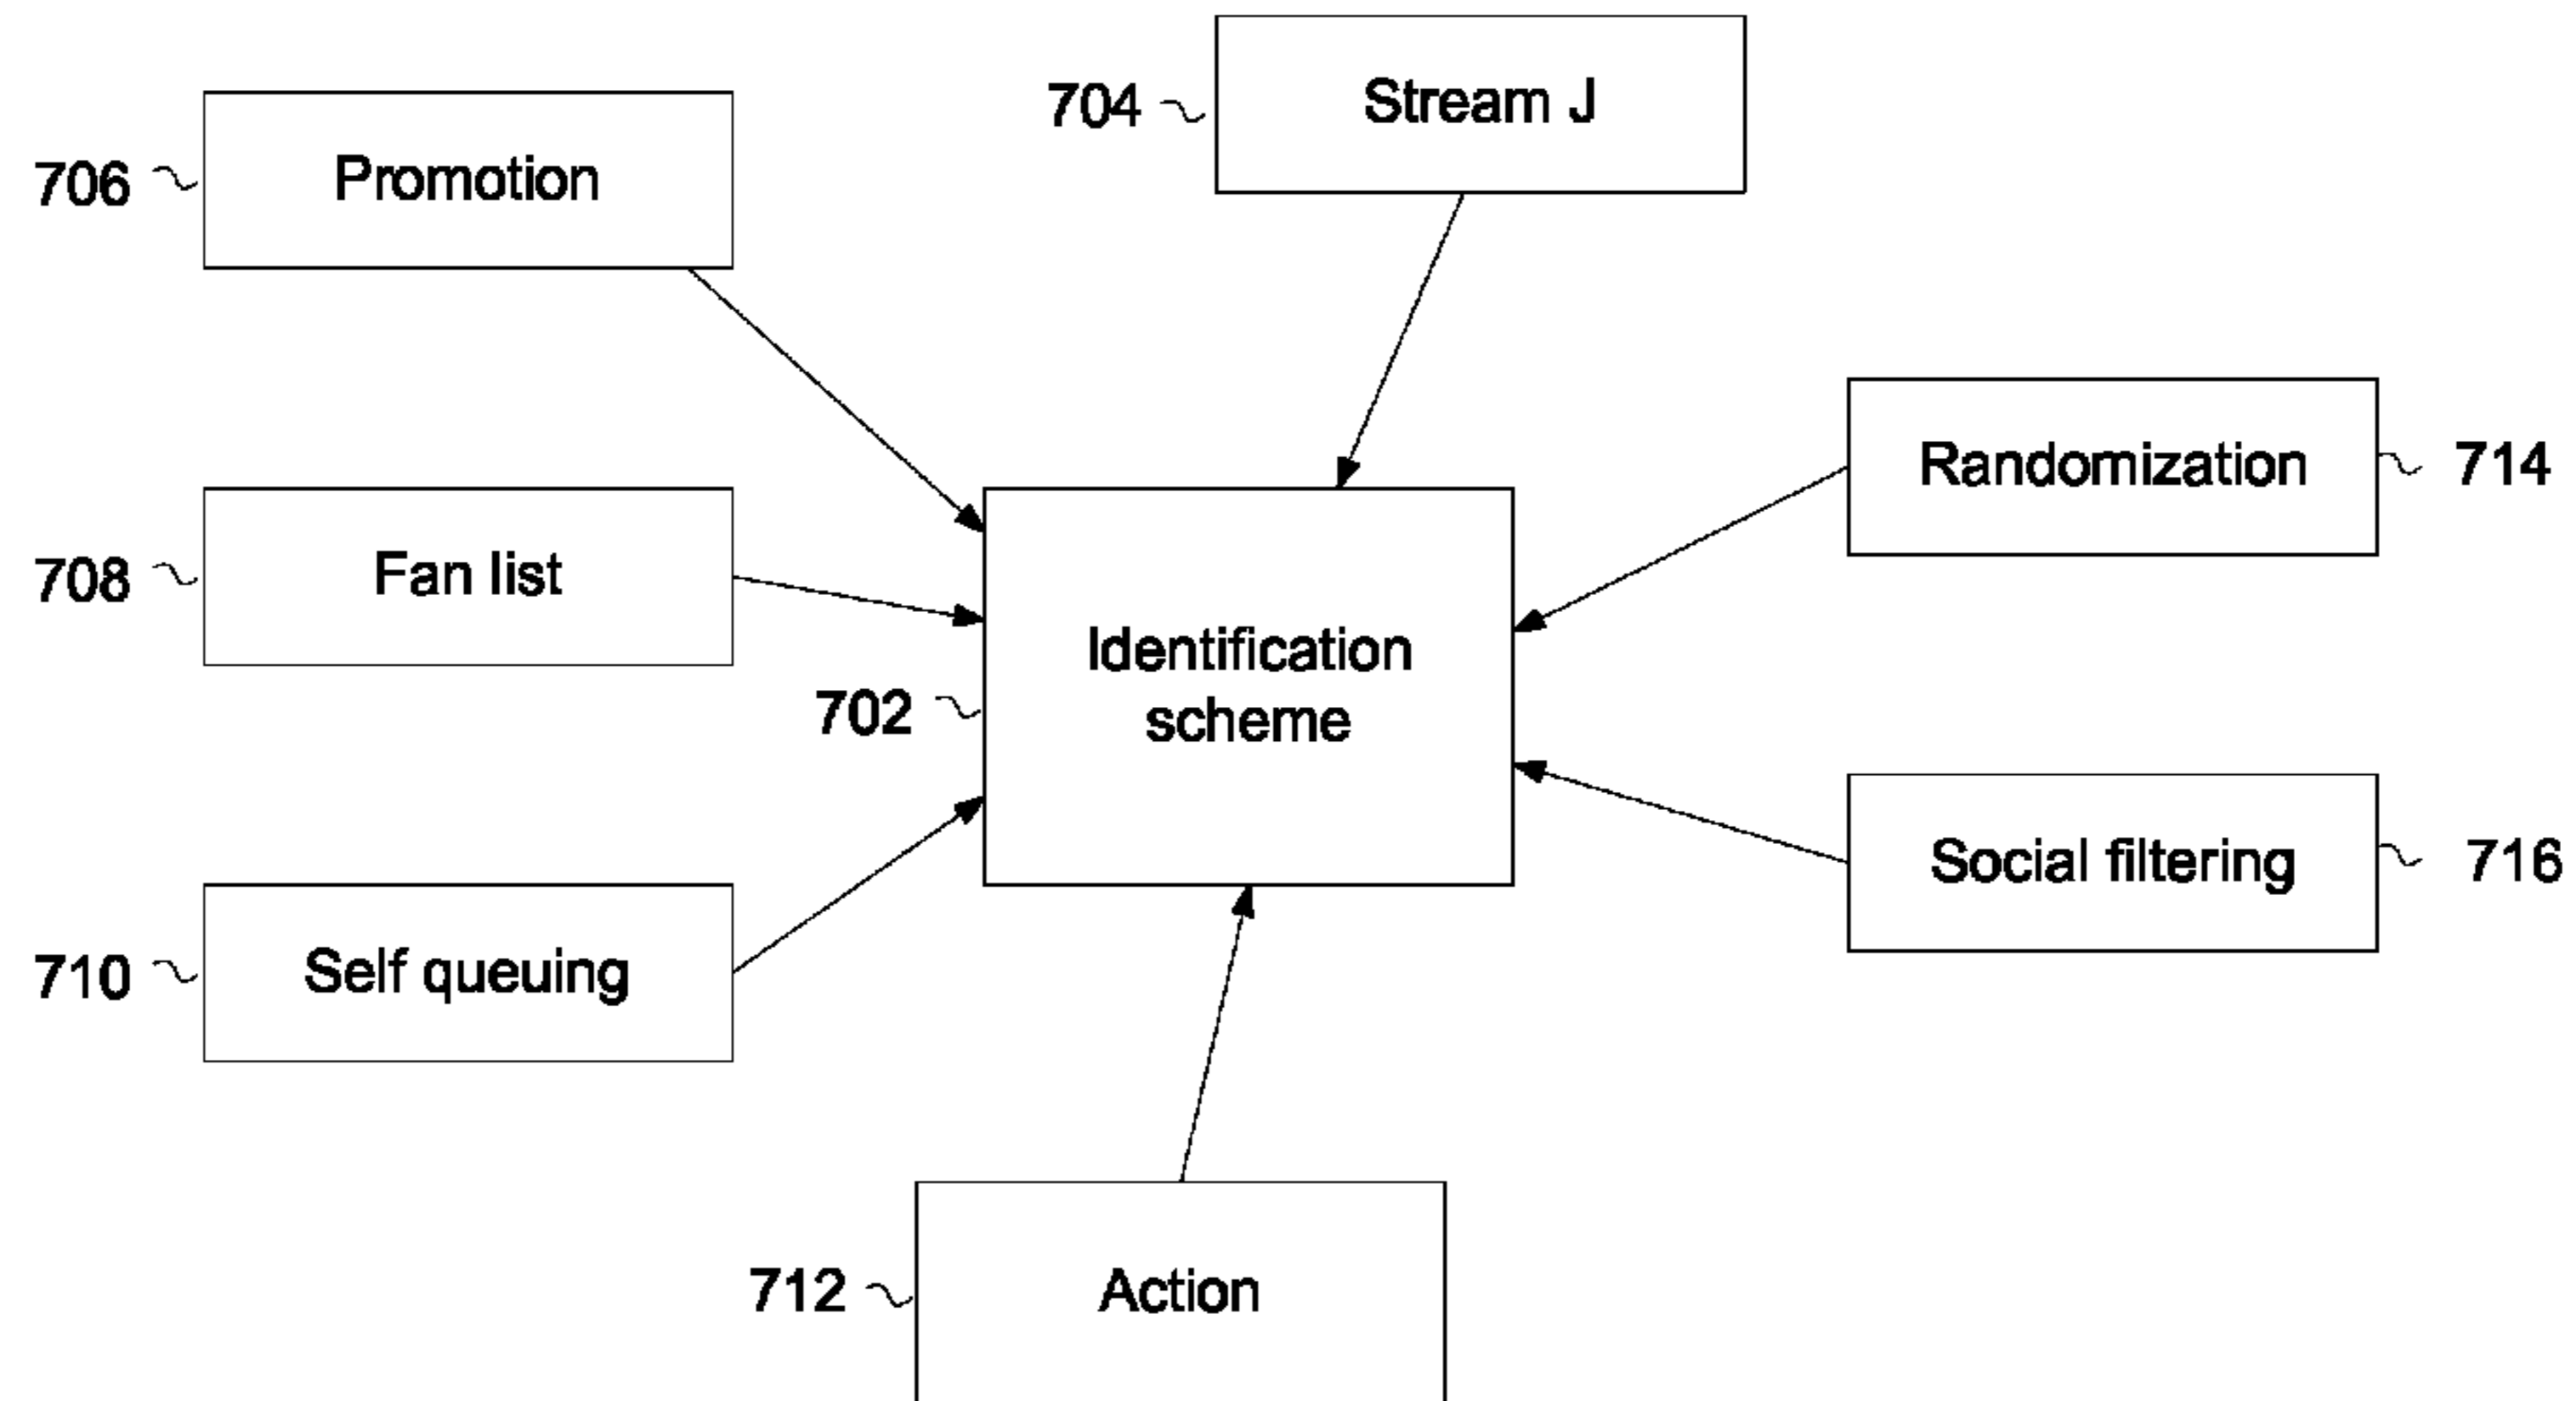 704 Stream J
706 Promotion
Randomization 714
708 Fan list
Identification
702
scheme
Social filtering 716
710 Self queuing
712 Action